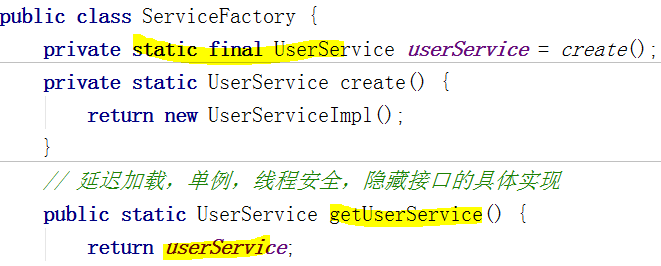 public class ServiceFactory {
private static final UserService userService = create();
private static UserService create() {
return new UserServiceImpl();
}
// 延迟加载，单例，线程安全，隐藏接口的具体实现
public static UserService getUserService() {
return userService;